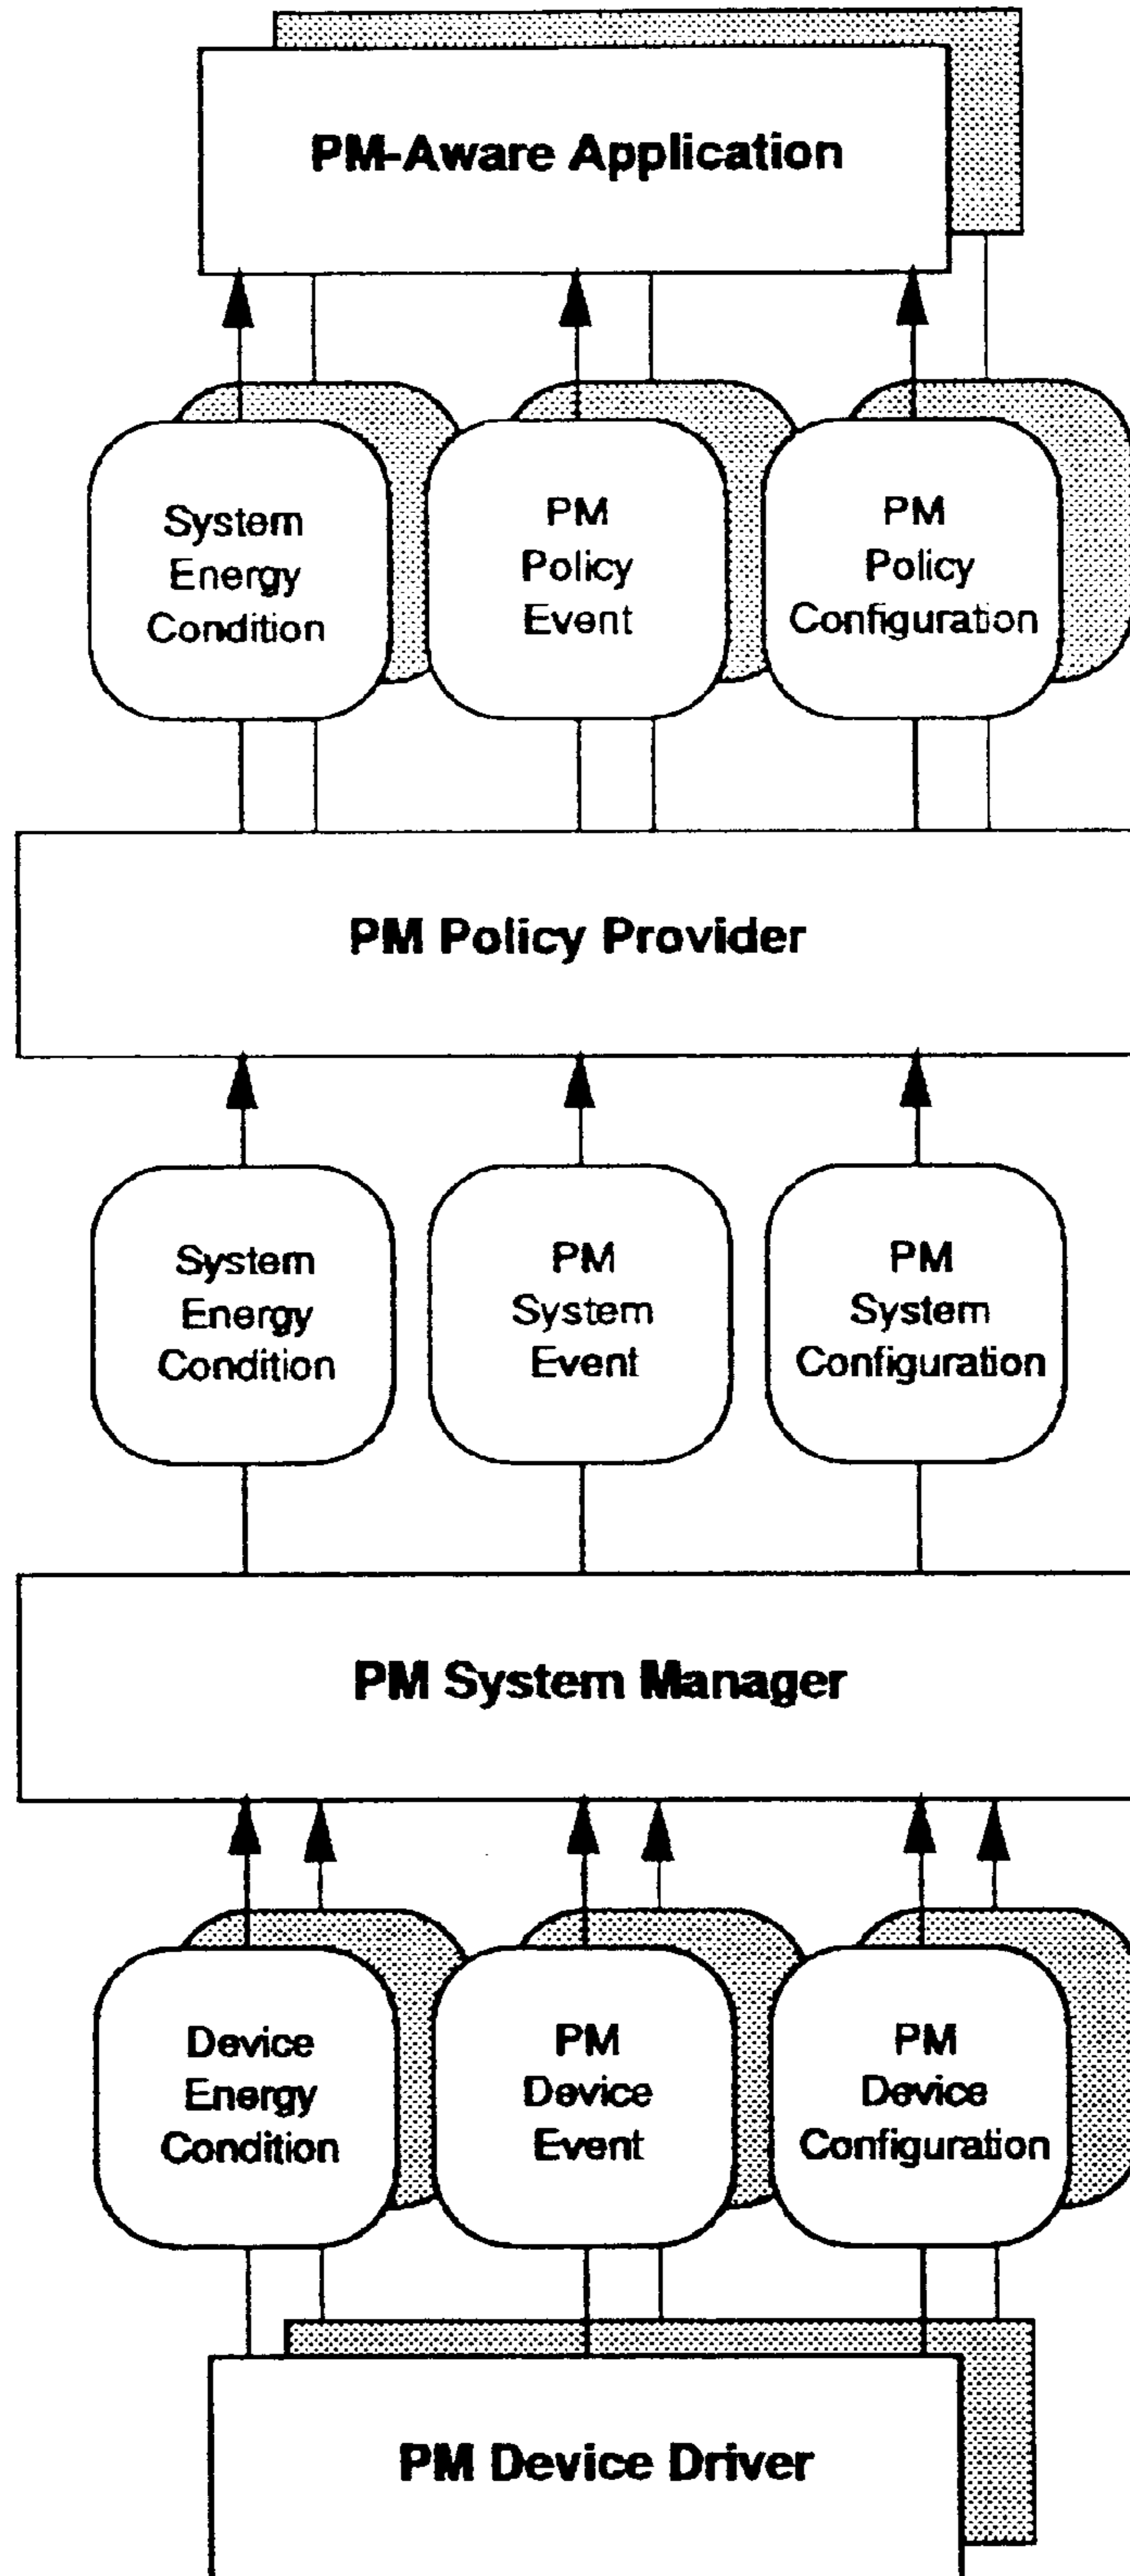 PM-Aware Application
System
Energy
Condition
PM
Policy
Event
PM
Policy
Configuration
PM Policy Provider
System
Energy
Condition
PM
System
Event
PM
System
Configuration
PM System Manager
Device
Energy
Condition
PM
Device
Event
PM
Device
Configuration
PM Device Driver